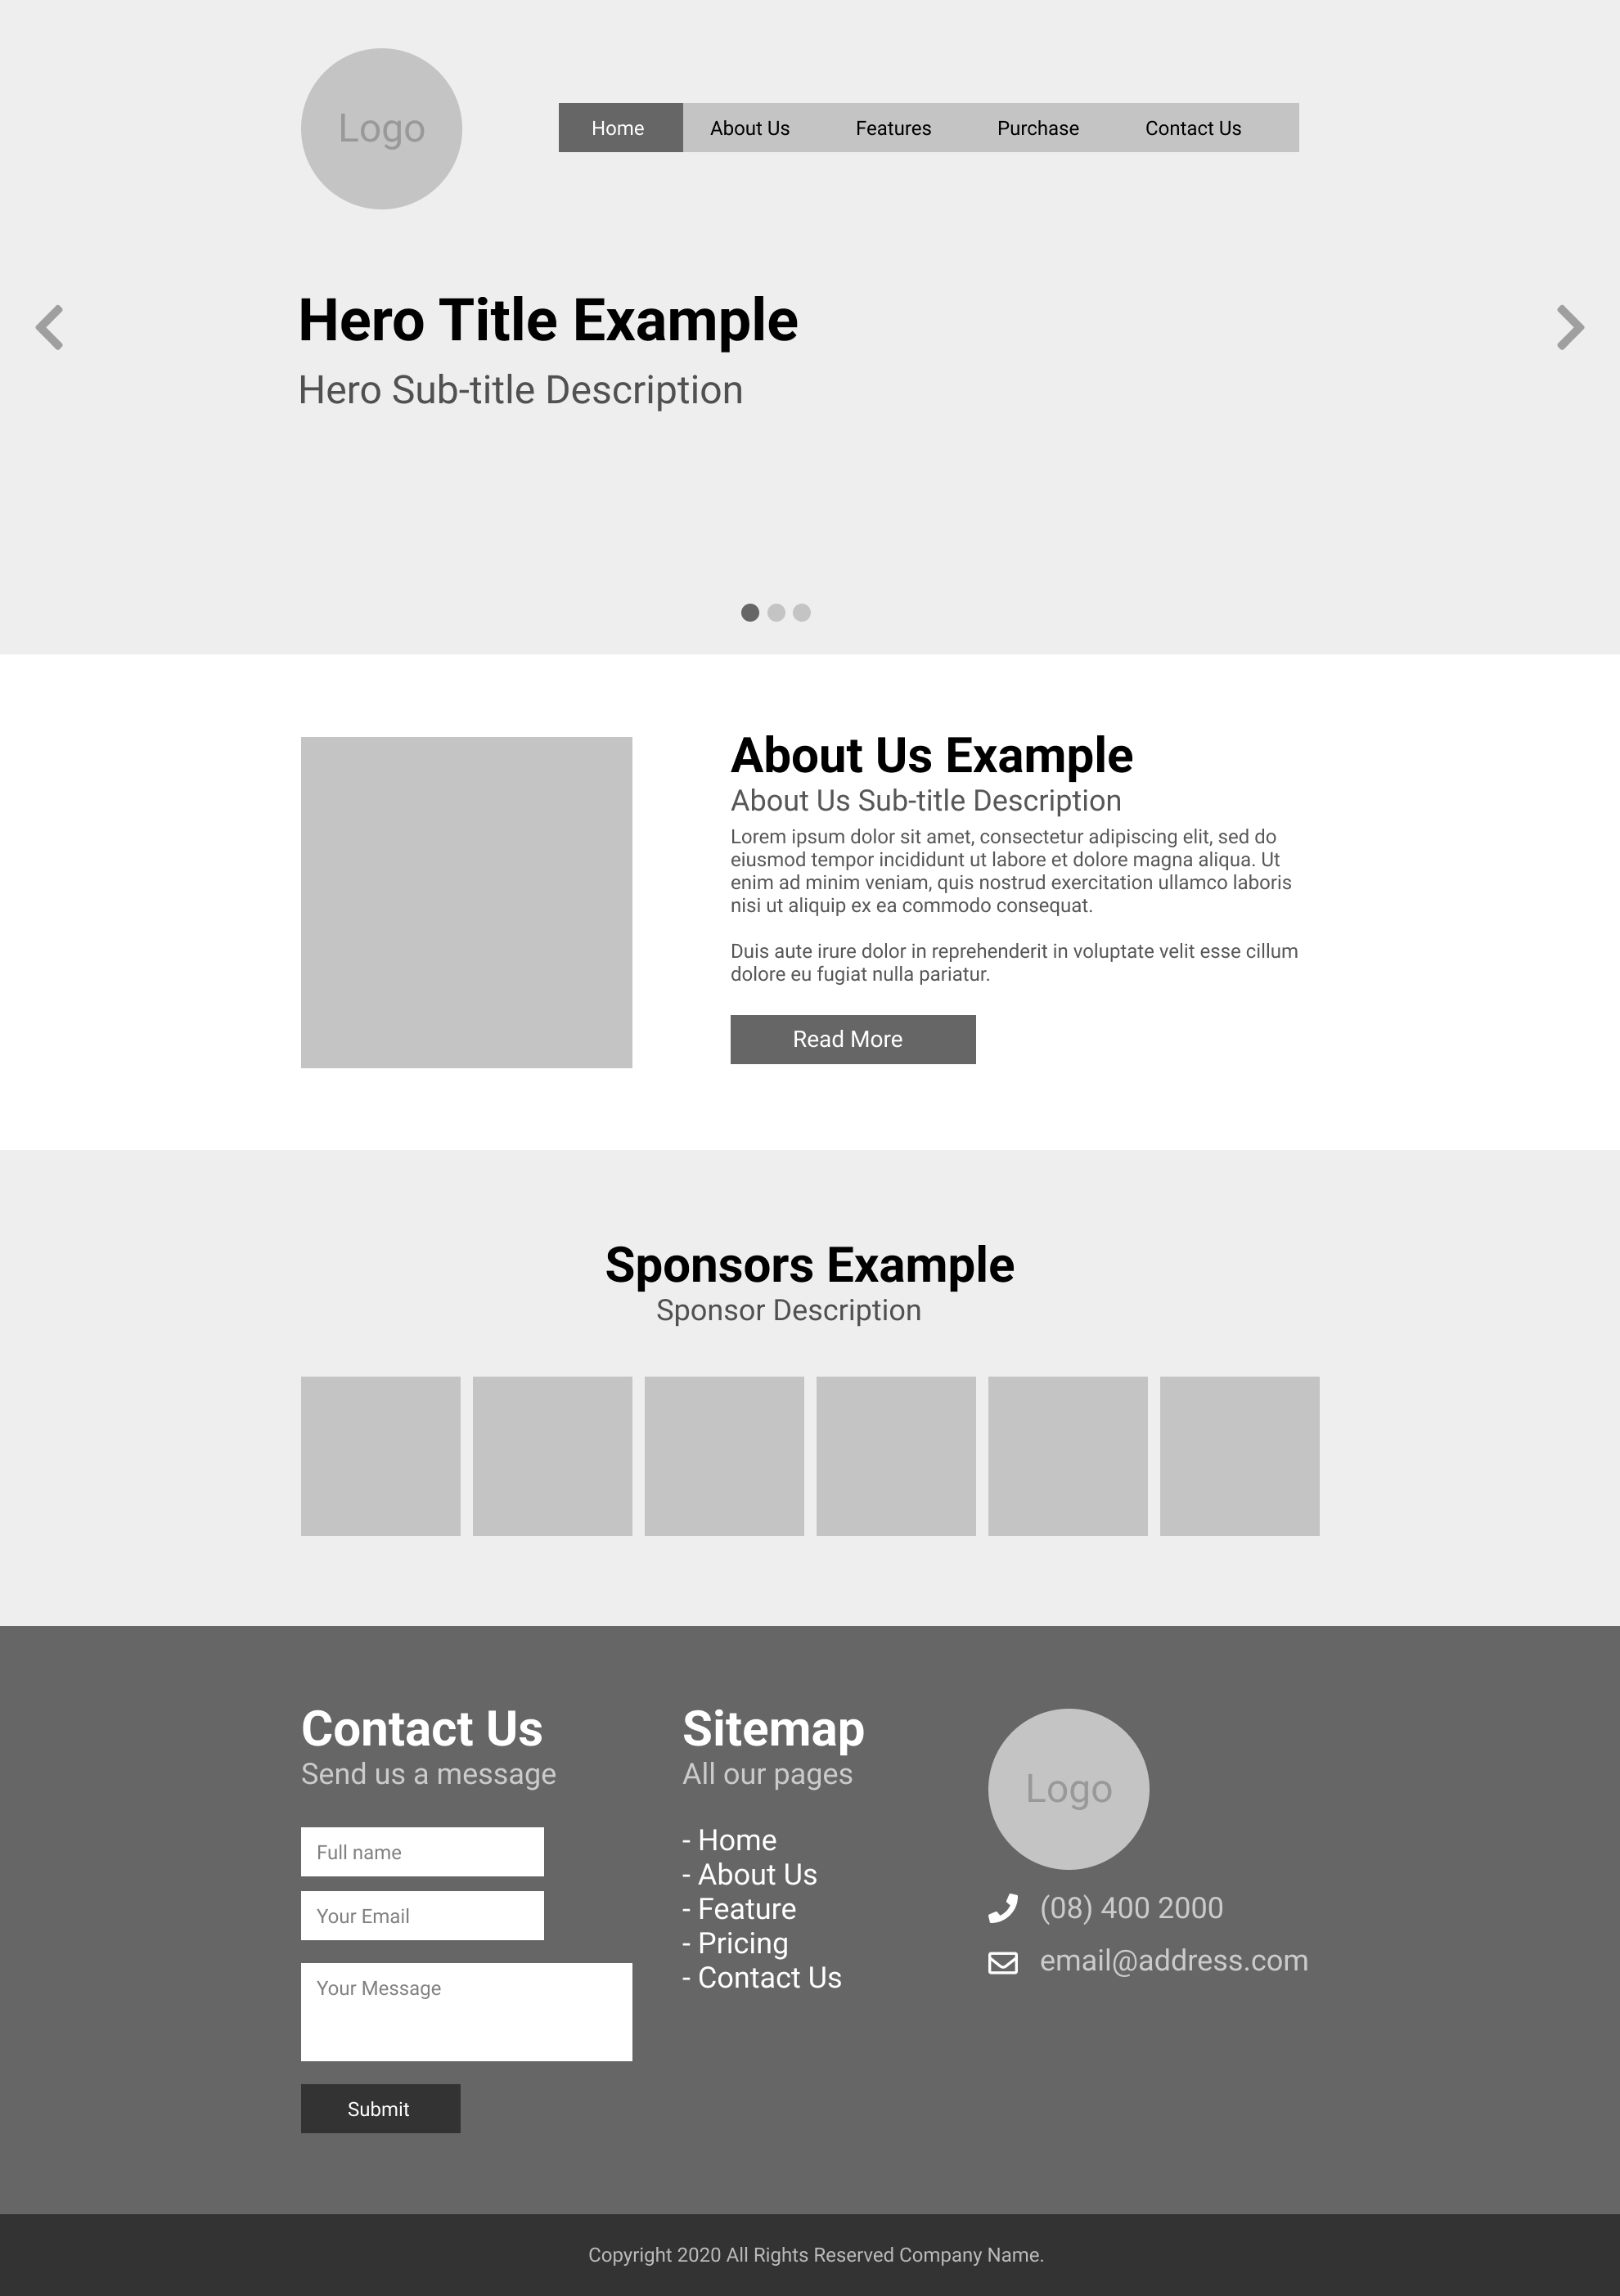 Logo
Home
About Us
Features
Purchase
Contact Us
Hero Title Example
Hero Sub-title Description
About Us Example
About Us Sub-title Description
Lorem ipsum dolor sit amet, consectetur adipiscing elit, sed do
eiusmod tempor incididunt ut labore et dolore magna aliqua. Ut
enim ad minim veniam, quis nostrud exercitation ullamco laboris
nisi ut aliquip ex ea commodo consequat.
Duis aute irure dolor in reprehenderit in voluptate velit esse cillum
dolore eu fugiat nulla pariatur.
Read More
Sponsors Example
Sponsor Description
Contact Us
Send us a message
Full name
Your Email
Your Message
Submit
Sitemap
All our pages
- Home
- About Us
- Feature
- Pricing
- Contact Us
Logo
(08) 400 2000
email@address.com
Copyright 2020 All Rights Reserved Company Name.